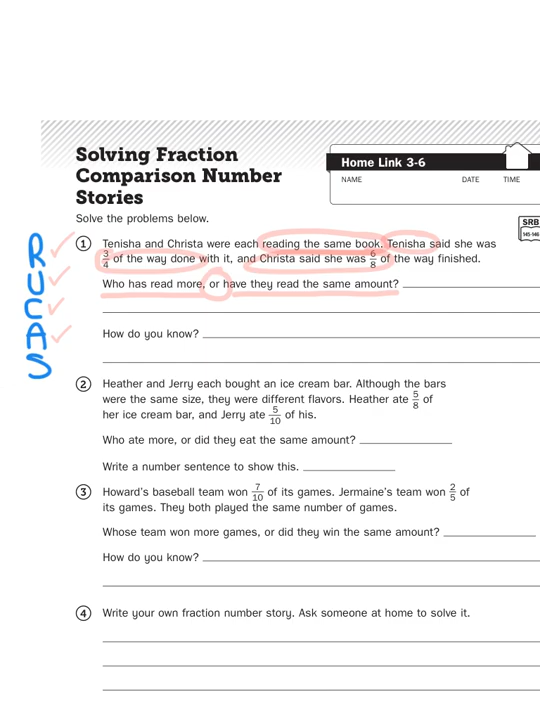 Solving Fraction
Comparison Number
Stories
Home Link 3-6
NAME DATE TIME
Solve the problems below.
SRB
145-146
R
U
C
A
S
① Tenisha and Christa were each reading the same book. Tenisha said she was
3/4 of the way done with it, and Christa said she was 6/8 of the way finished.
Who has read more, or have they read the same amount?
How do you know?
② Heather and Jerry each bought an ice cream bar. Although the bars
were the same size, they were different flavors. Heather ate 5/8 of
her ice cream bar, and Jerry ate 5/10 of his.
Who ate more, or did they eat the same amount?
Write a number sentence to show this.
③ Howard's baseball team won 7/10 of its games. Jermaine's team won 2/5 of
its games. They both played the same number of games.
Whose team won more games, or did they win the same amount?
How do you know?
④ Write your own fraction number story. Ask someone at home to solve it.